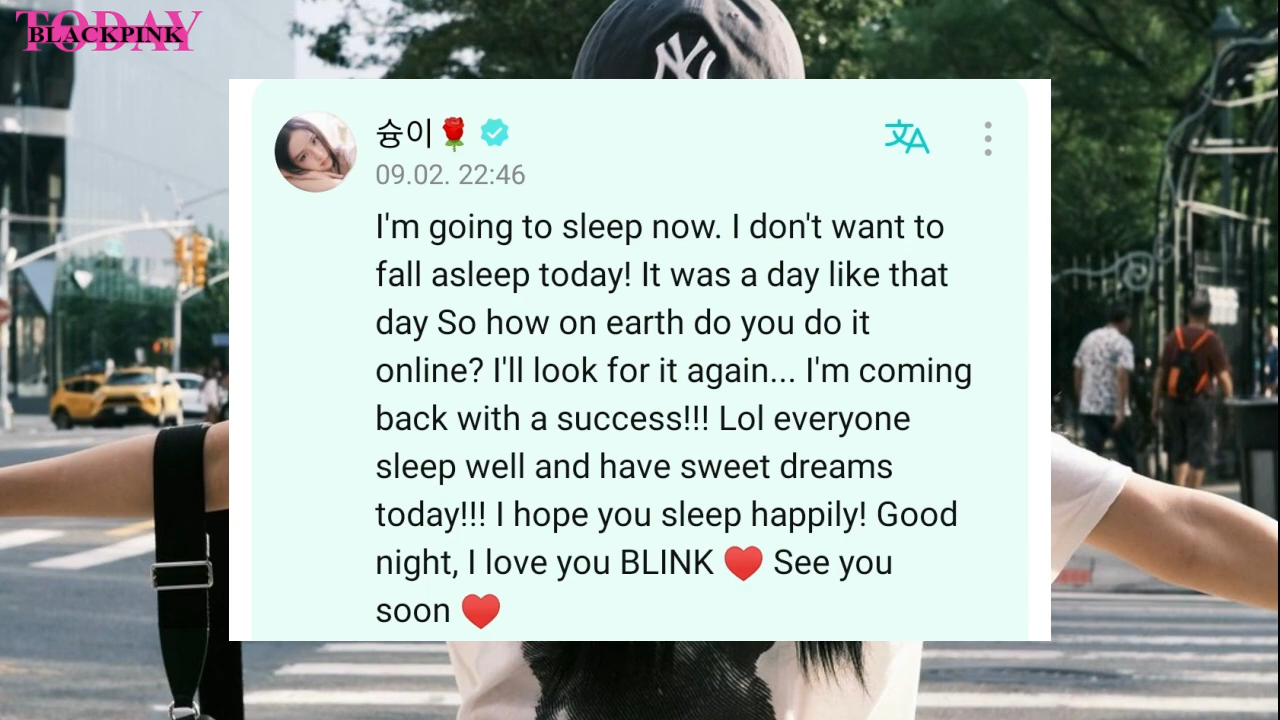 TODAY
BLACKPINK
NY
슝이🌹
09.02. 22:46
文A
I'm going to sleep now. I don't want to
fall asleep today! It was a day like that
day So how on earth do you do it
online? I'll look for it again... I'm coming
back with a success!!! Lol everyone
sleep well and have sweet dreams
today!!! I hope you sleep happily! Good
night, I love you BLINK ♥️ See you
soon ♥️